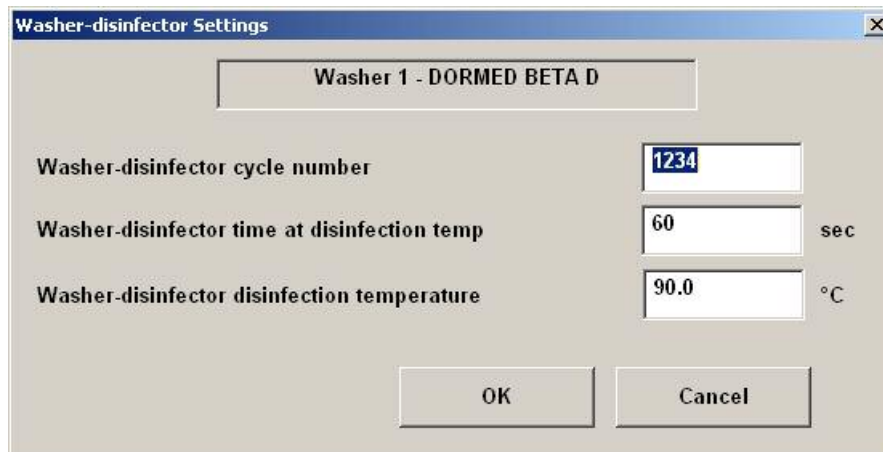 Washer-disinfector Settings
Washer 1 - DORMED BETA D
Washer-disinfector cycle number 1234
Washer-disinfector time at disinfection temp 60 sec
Washer-disinfector disinfection temperature 90.0 °C
OK Cancel